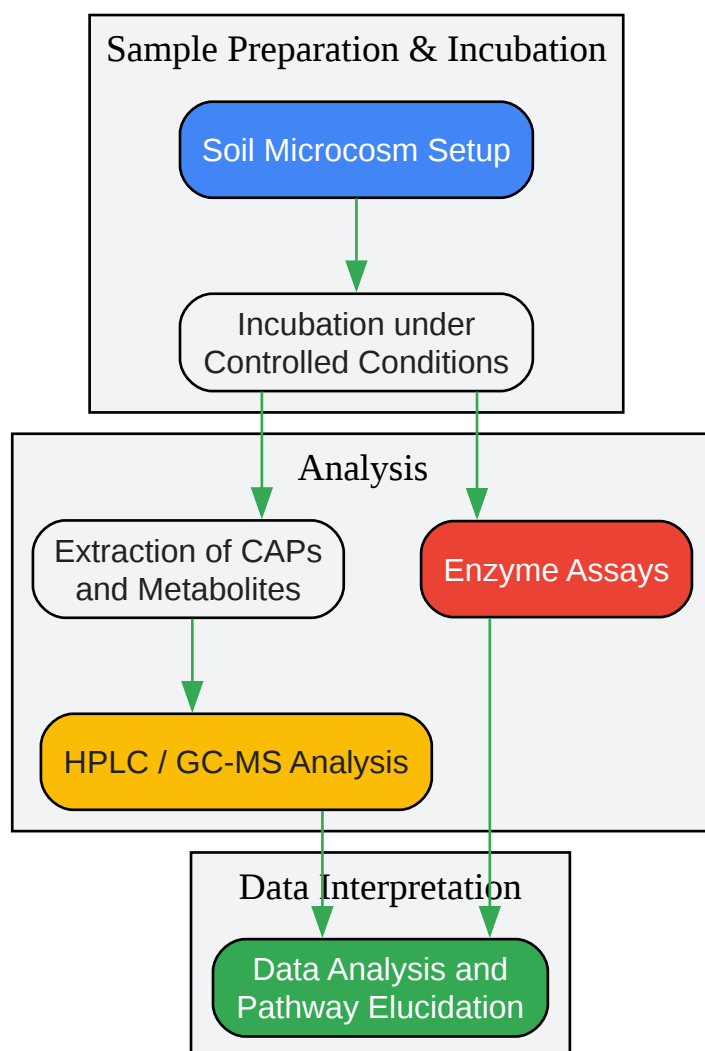 Sample Preparation & Incubation
Soil Microcosm Setup
Incubation under
Controlled Conditions
Analysis
Extraction of CAPs
and Metabolites
Enzyme Assays
HPLC / GC-MS Analysis
Data Interpretation
Data Analysis and
Pathway Elucidation